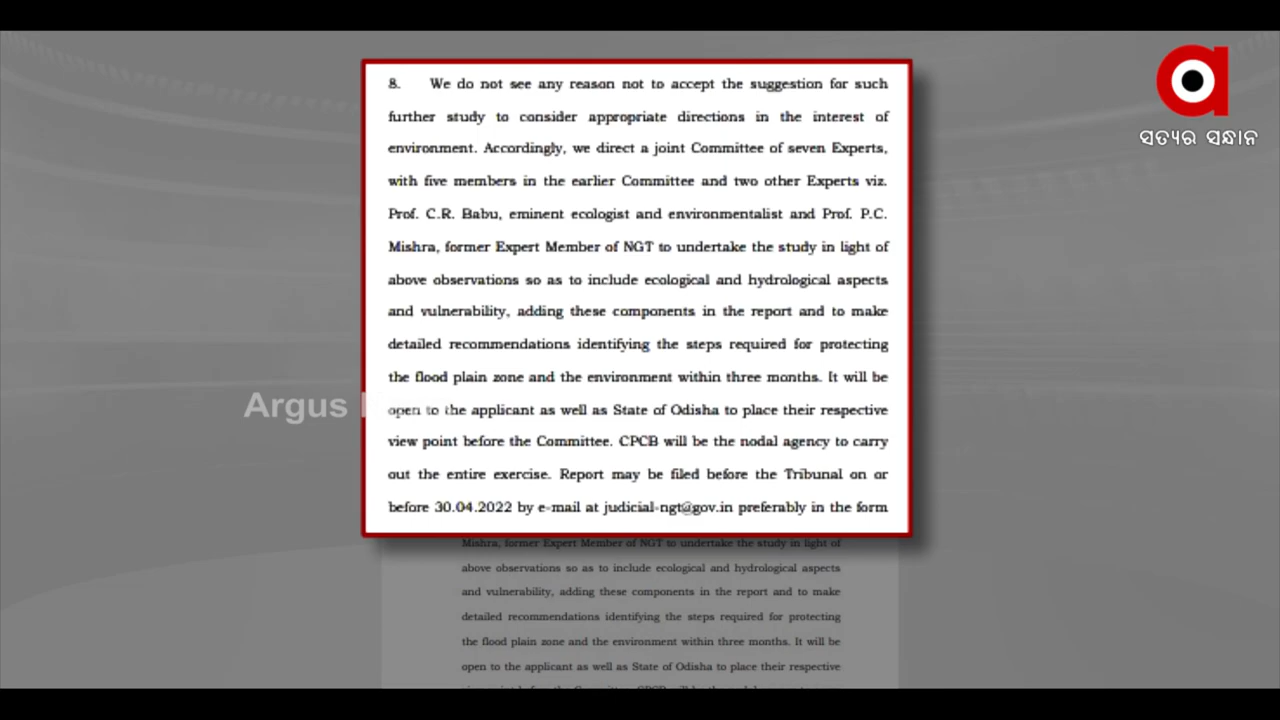 ସତ୍ୟର ସନ୍ଧାନ
8. We do not see any reason not to accept the suggestion for such
further study to consider appropriate directions in the interest of
environment. Accordingly, we direct a joint Committee of seven Experts,
with five members in the earlier Committee and two other Experts viz.
Prof. C.R. Babu, eminent ecologist and environmentalist and Prof. P.C.
Mishra, former Expert Member of NGT to undertake the study in light of
above observations so as to include ecological and hydrological aspects
and vulnerability, adding these components in the report and to make
detailed recommendations identifying the steps required for protecting
the flood plain zone and the environment within three months. It will be
Argus
open to the applicant as well as State of Odisha to place their respective
view point before the Committee. CPCB will be the nodal agency to carry
out the entire exercise. Report may be filed before the Tribunal on or
before 30.04.2022 by e-mail at judicial-ngt@gov.in preferably in the form
Mishra, former Expert Member of NGT to undertake the study in light of
above observations so as to include ecological and hydrological aspects
and vulnerability, adding these components in the report and to make
detailed recommendations identifying the steps required for protecting
the flood plain zone and the environment within three months. It will be
open to the applicant as well as State of Odisha to place their respective